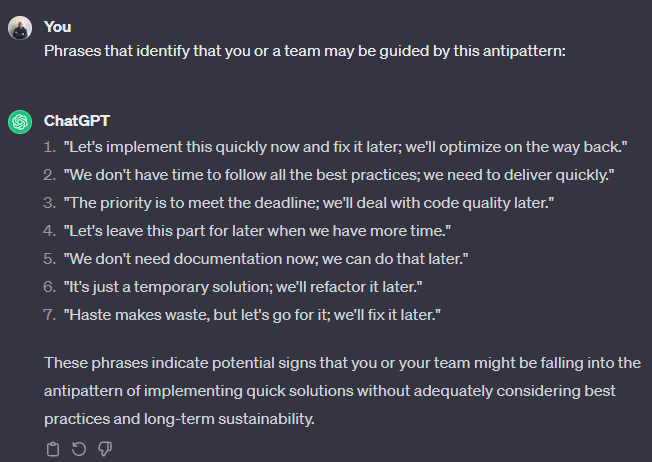 You
Phrases that identify that you or a team may be guided by this antipattern:
ChatGPT
1. "Let's implement this quickly now and fix it later; we'll optimize on the way back."
2. "We don't have time to follow all the best practices; we need to deliver quickly."
3. "The priority is to meet the deadline; we'll deal with code quality later."
4. "Let's leave this part for later when we have more time."
5. "We don't need documentation now; we can do that later."
6. "It's just a temporary solution; we'll refactor it later."
7. "Haste makes waste, but let's go for it; we'll fix it later."
These phrases indicate potential signs that you or your team might be falling into the
antipattern of implementing quick solutions without adequately considering best
practices and long-term sustainability.